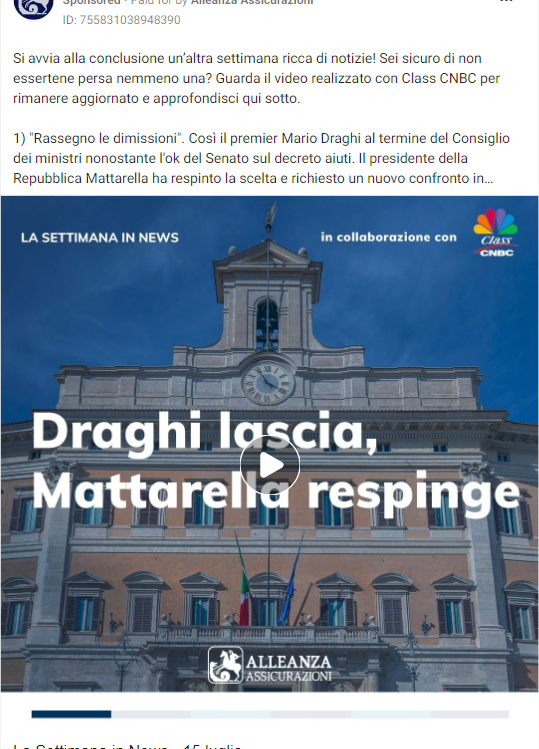 Sponsored • Paid for by Alleanza Assicurazioni
ID: 755831038948390
Si avvia alla conclusione un'altra settimana ricca di notizie! Sei sicuro di non
essertene persa nemmeno una? Guarda il video realizzato con Class CNBC per
rimanere aggiornato e approfondisci qui sotto.
1) "Rassegno le dimissioni". Così il premier Mario Draghi al termine del Consiglio
dei ministri nonostante l'ok del Senato sul decreto aiuti. Il presidente della
Repubblica Mattarella ha respinto la scelta e richiesto un nuovo confronto in...
LA SETTIMANA IN NEWS
in collaborazione con
Class
CNBC
Draghi lascia,
Mattarella respinge
ALLEANZA
ASSICURAZIONI
La Settimana in News - 15 luglio